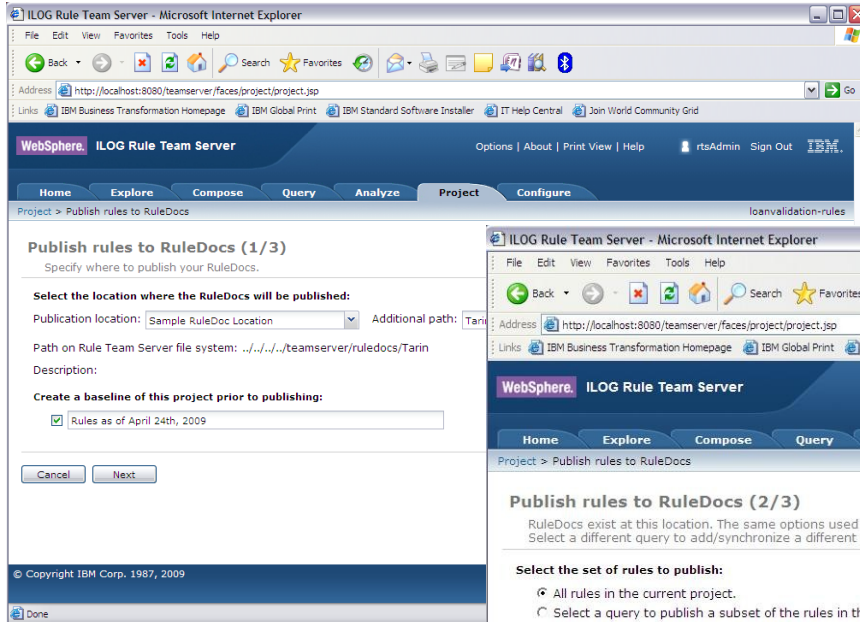 ILOG Rule Team Server - Microsoft Internet Explorer
File Edit View Favorites Tools Help
Back Search Favorites
Address http://localhost:8080/teamserver/faces/project/project.jsp Go
Links IBM Business Transformation Homepage IBM Global Print IBM Standard Software Installer IT Help Central Join World Community Grid
WebSphere. ILOG Rule Team Server Options | About | Print View | Help rtsAdmin Sign Out IBM.
Home Explore Compose Query Analyze Project Configure
Project > Publish rules to RuleDocs loanvalidation-rules
Publish rules to RuleDocs (1/3)
Specify where to publish your RuleDocs.
Select the location where the RuleDocs will be published:
Publication location: Sample RuleDoc Location Additional path: Tarin
Path on Rule Team Server file system: ../../../../teamserver/ruledocs/Tarin
Description:
Create a baseline of this project prior to publishing:
Rules as of April 24th, 2009
Cancel Next
© Copyright IBM Corp. 1987, 2009
Done
ILOG Rule Team Server - Microsoft Internet Explorer
File Edit View Favorites Tools Help
Back Search Favorites
Address http://localhost:8080/teamserver/faces/project/project.jsp
Links IBM Business Transformation Homepage IBM Global Print
WebSphere. ILOG Rule Team Server
Home Explore Compose Query
Project > Publish rules to RuleDocs
Publish rules to RuleDocs (2/3)
RuleDocs exist at this location. The same options used
Select a different query to add/synchronize a different
Select the set of rules to publish:
All rules in the current project.
Select a query to publish a subset of the rules in